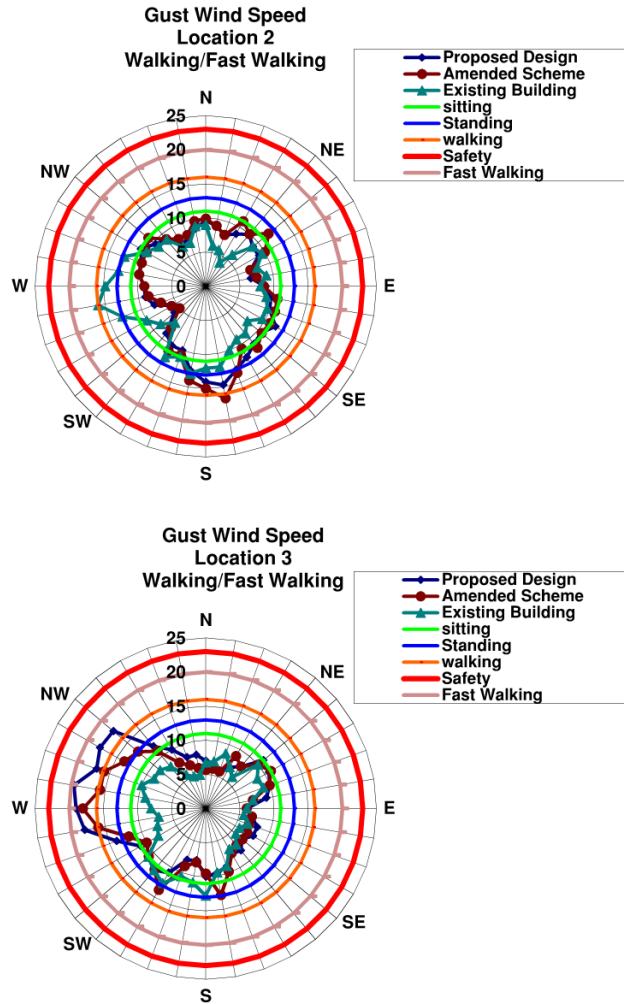 Gust Wind Speed
Location 2
Walking/Fast Walking
Proposed Design
Amended Scheme
Existing Building
sitting
Standing
walking
Safety
Fast Walking
N
NE
E
SE
S
SW
W
NW
25
20
15
10
5
0
Gust Wind Speed
Location 3
Walking/Fast Walking
Proposed Design
Amended Scheme
Existing Building
sitting
Standing
walking
Safety
Fast Walking
N
NE
E
SE
S
SW
W
NW
25
20
15
10
5
0